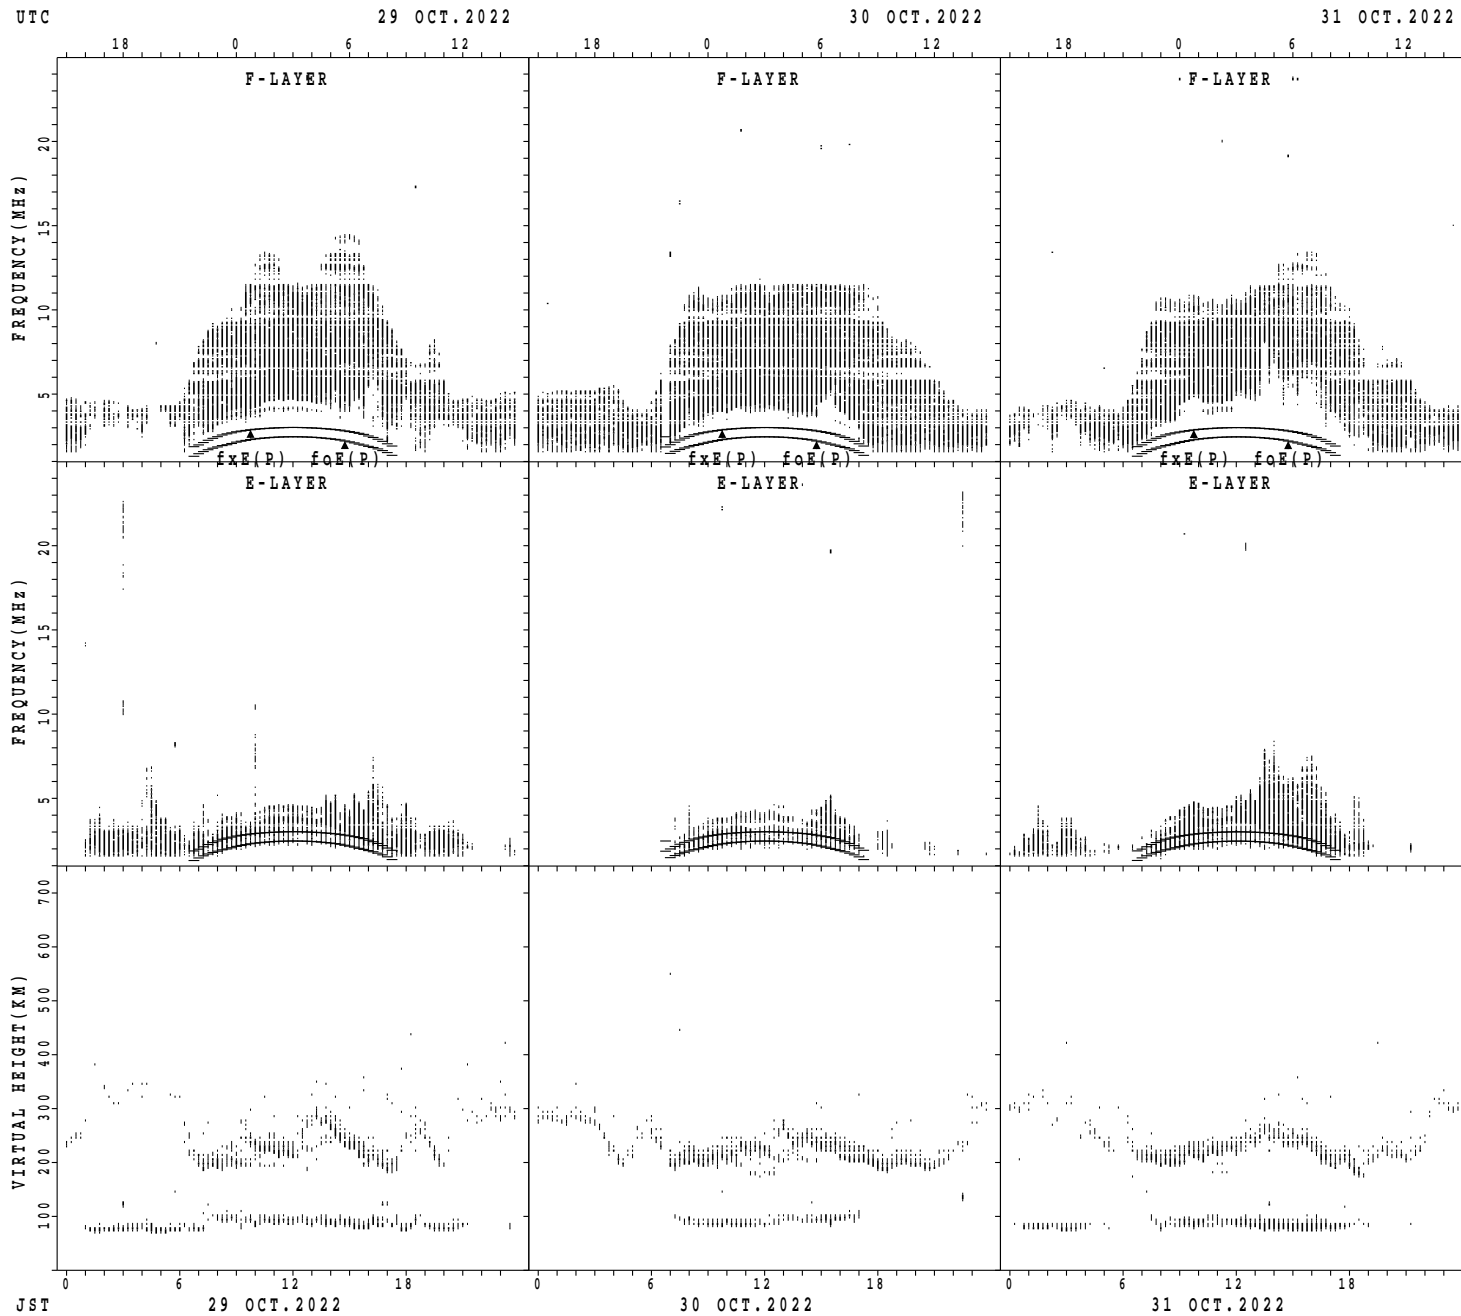 UTC 29 OCT.2022 30 OCT.2022 31 OCT.2022
18 0 6 12 18 0 6 12 18 0 6 12
F-LAYER F-LAYER F-LAYER
FREQUENCY(MHz)
20
15
10
5
fxE(P) foE(P) fxE(P) foE(P) fxE(P) foE(P)
E-LAYER E-LAYER E-LAYER
FREQUENCY(MHz)
20
15
10
5
VIRTUAL HEIGHT(KM)
700
600
500
400
300
200
100
0 6 12 18 0 6 12 18 0 6 12 18
JST 29 OCT.2022 30 OCT.2022 31 OCT.2022